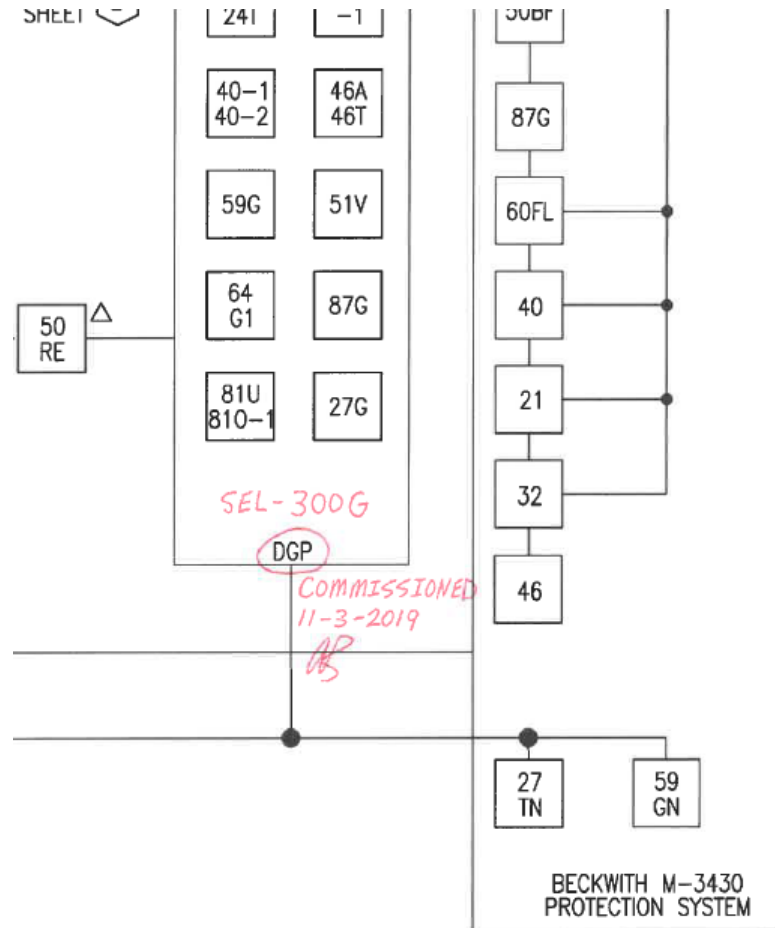 SHEET
24T
-1
50BF
40-1
40-2
46A
46T
87G
59G
51V
60FL
50
RE
64
G1
87G
40
81U
810-1
27G
21
SEL-300G
32
DGP
COMMISSIONED
11-3-2019
46
27
TN
59
GN
BECKWITH M-3430
PROTECTION SYSTEM